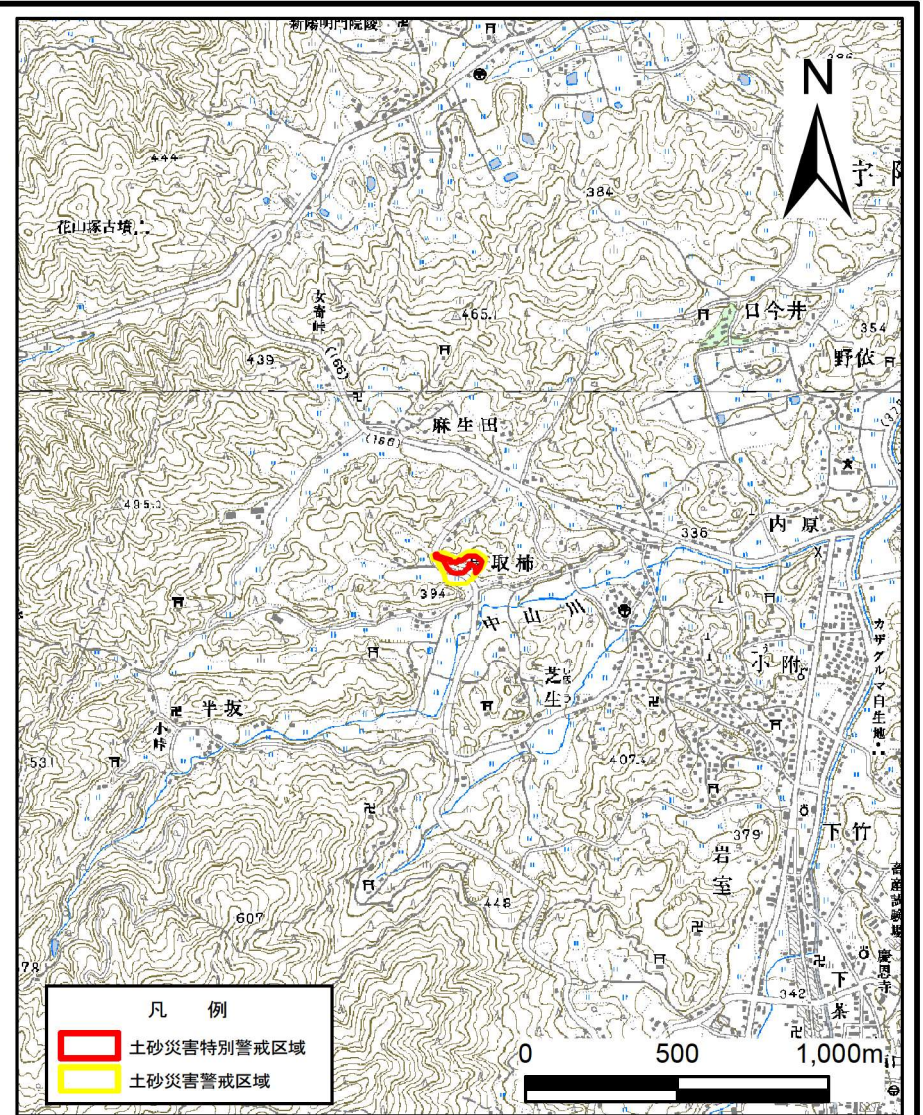 新陽明門院陵
N
444
花山塚古墳
384
女寄峠
465
口今井
354
野依
439
(166)
麻生田
(166)
495
336
内原
取柿
394
中山川
芝生
小附
カザグルマ自生地
半坂
小峠
531
407
379
下竹
岩室
畜産試験場
448
607
慶恩寺
342
下茶
凡 例
土砂災害特別警戒区域
土砂災害警戒区域
0 500 1,000m